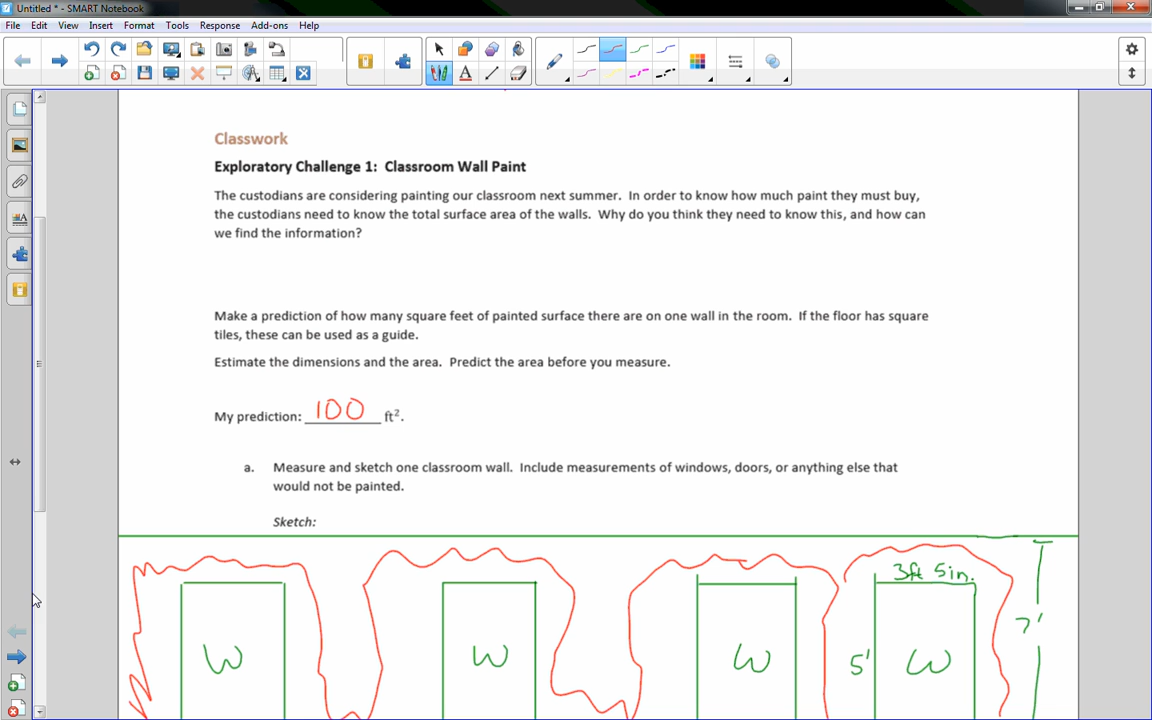 Untitled * - SMART Notebook
File Edit View Insert Format Tools Response Add-ons Help
Classwork
Exploratory Challenge 1: Classroom Wall Paint
The custodians are considering painting our classroom next summer. In order to know how much paint they must buy,
the custodians need to know the total surface area of the walls. Why do you think they need to know this, and how can
we find the information?
Make a prediction of how many square feet of painted surface there are on one wall in the room. If the floor has square
tiles, these can be used as a guide.
Estimate the dimensions and the area. Predict the area before you measure.
My prediction: 100 ft².
a. Measure and sketch one classroom wall. Include measurements of windows, doors, or anything else that
would not be painted.
Sketch:
3ft 5in.
7'
W W W 5' W